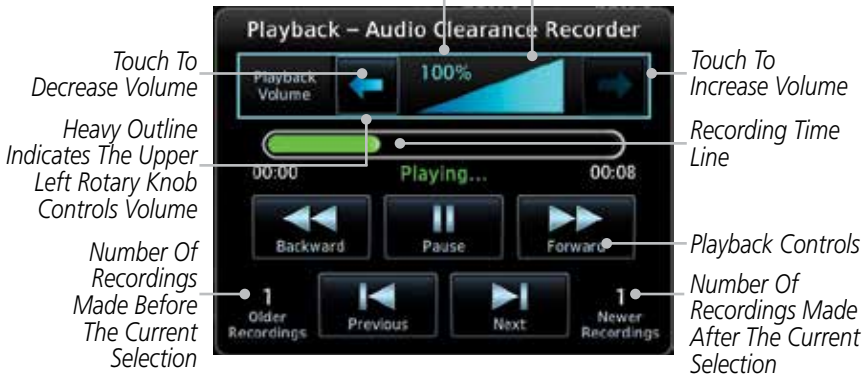 Playback – Audio Clearance Recorder
Touch To
Decrease Volume
Playback
Volume
100%
Touch To
Increase Volume
Heavy Outline
Indicates The Upper
Left Rotary Knob
Controls Volume
Recording Time
Line
00:00
Playing...
00:08
Backward
Pause
Forward
Playback Controls
Number Of
Recordings
Made Before
The Current
Selection
1
Older
Recordings
Previous
Next
1
Newer
Recordings
Number Of
Recordings Made
After The Current
Selection